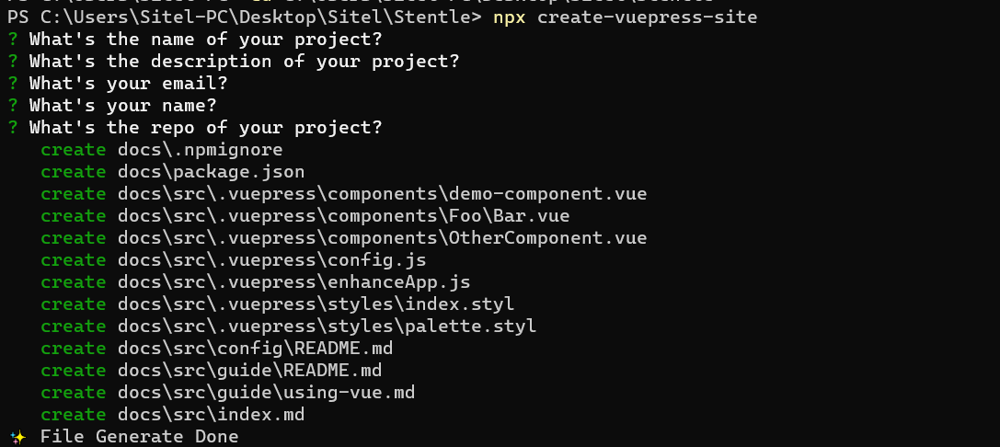 PS C:\Users\Sitel-PC\Desktop\Sitel\Stentle> npx create-vuepress-site
? What's the name of your project?
? What's the description of your project?
? What's your email?
? What's your name?
? What's the repo of your project?
create docs\.npmignore
create docs\package.json
create docs\src\.vuepress\components\demo-component.vue
create docs\src\.vuepress\components\Foo\Bar.vue
create docs\src\.vuepress\components\OtherComponent.vue
create docs\src\.vuepress\config.js
create docs\src\.vuepress\enhanceApp.js
create docs\src\.vuepress\styles\index.styl
create docs\src\.vuepress\styles\palette.styl
create docs\src\config\README.md
create docs\src\guide\README.md
create docs\src\guide\using-vue.md
create docs\src\index.md
✨ File Generate Done